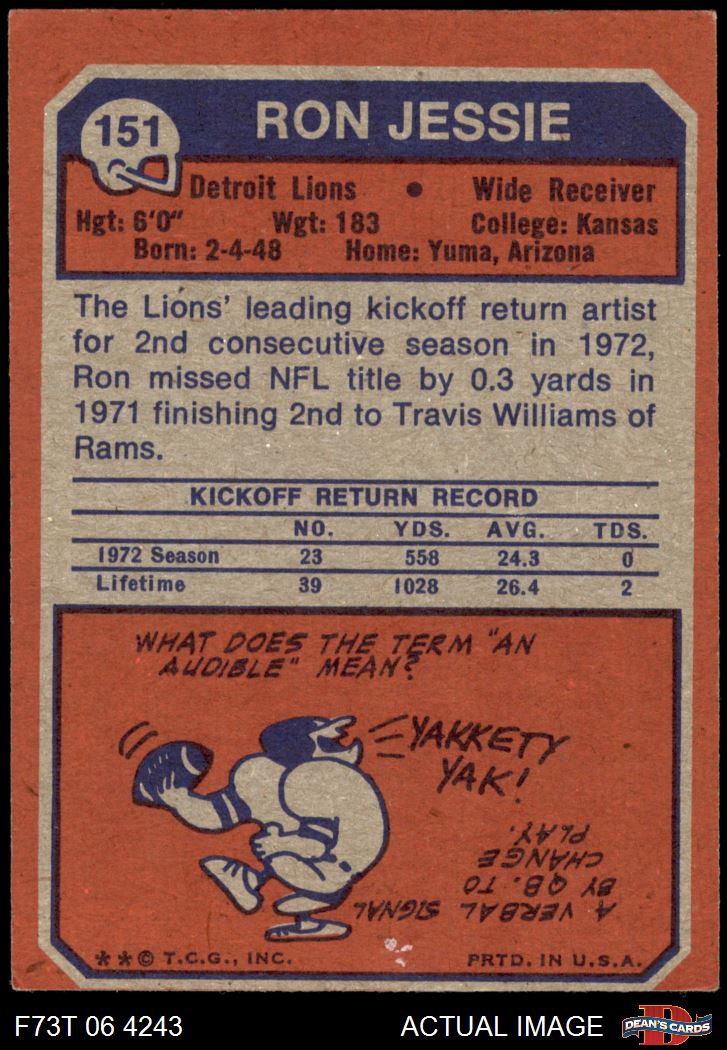 151
RON JESSIE
Detroit Lions • Wide Receiver
Hgt: 6'0" Wgt: 183 College: Kansas
Born: 2-4-48 Home: Yuma, Arizona
The Lions' leading kickoff return artist
for 2nd consecutive season in 1972,
Ron missed NFL title by 0.3 yards in
1971 finishing 2nd to Travis Williams of
Rams.
KICKOFF RETURN RECORD
NO. YDS. AVG. TDS.
1972 Season 23 558 24.3 0
Lifetime 39 1028 26.4 2
WHAT DOES THE TERM "AN
AUDIBLE" MEAN?
YAKKETY
YAK!
A VERBAL SIGNAL
BY QB. TO
CHANGE
PLAY.
**© T.C.G., INC. PRTD. IN U.S.A.
F73T 06 4243 ACTUAL IMAGE
D
DEAN'S CARDS